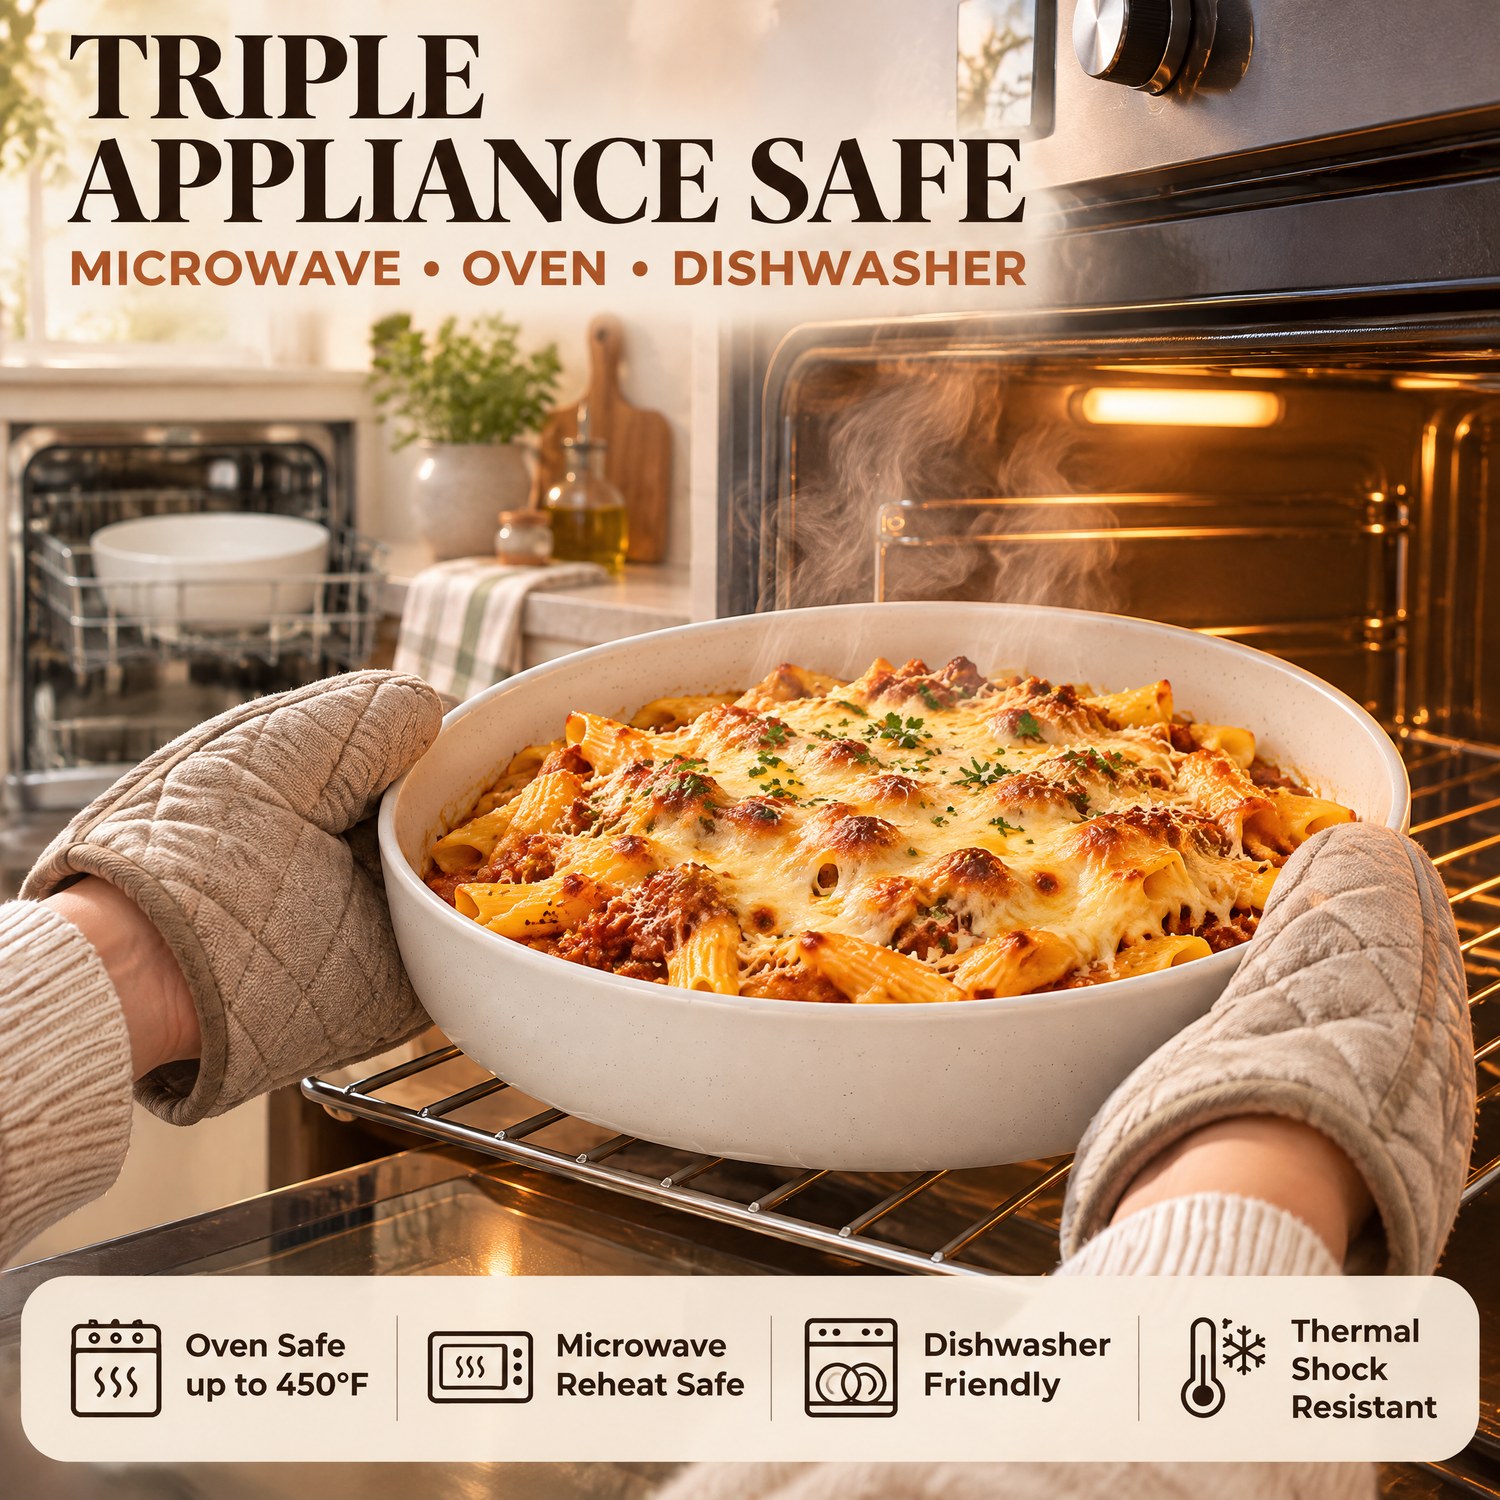 TRIPLE
APPLIANCE SAFE
MICROWAVE • OVEN • DISHWASHER
Oven Safe
up to 450°F
Microwave
Reheat Safe
Dishwasher
Friendly
Thermal
Shock
Resistant